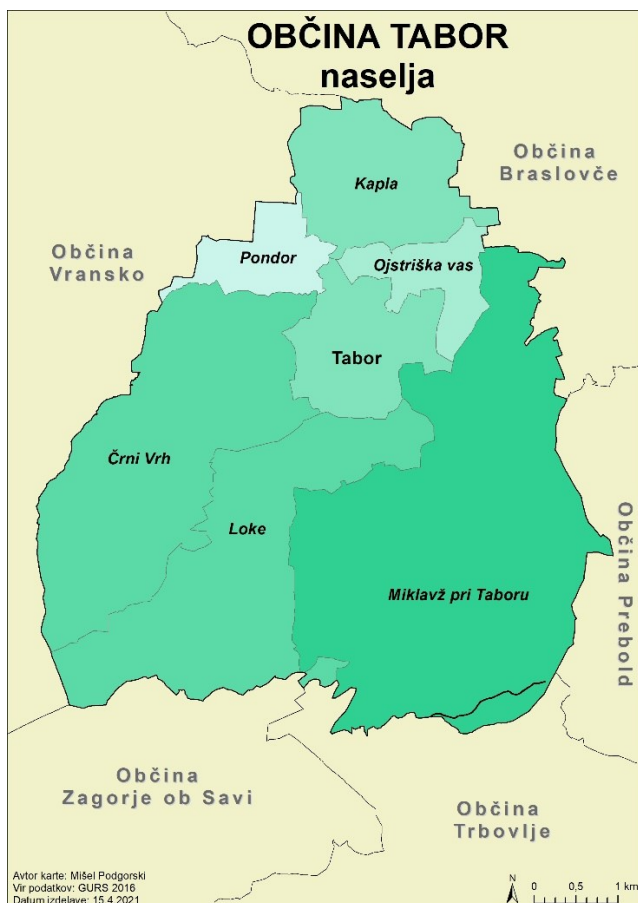 OBČINA TABOR
naselja
Kapla
Občina
Braslovče
Občina
Vransko
Pondor
Ojstriška vas
Tabor
Črni Vrh
Loke
Miklavž pri Taboru
Občina Prebold
Občina
Zagorje ob Savi
Občina
Trbovlje
Avtor karte: Mišel Podgorski
Vir podatkov: GURS 2016
Datum izdelave: 15.4.2021
N
0 0,5 1 km